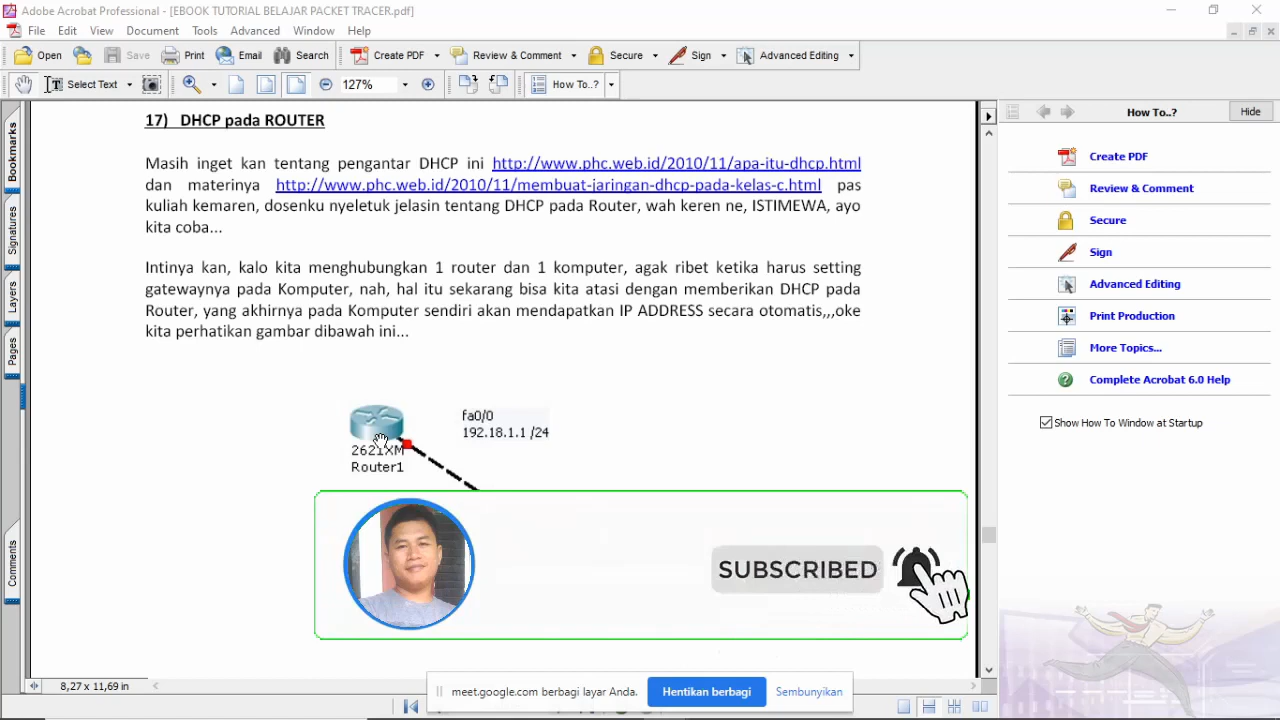 Adobe Acrobat Professional - [EBOOK TUTORIAL BELAJAR PACKET TRACER.pdf]
File Edit View Document Tools Advanced Window Help
Open Save Print Email Search Create PDF Review & Comment Secure Sign Advanced Editing
Select Text 127% How To..?
17) DHCP pada ROUTER
Masih inget kan tentang pengantar DHCP ini http://www.phc.web.id/2010/11/apa-itu-dhcp.html
dan materinya http://www.phc.web.id/2010/11/membuat-jaringan-dhcp-pada-kelas-c.html pas
kuliah kemaren, dosenku nyeletuk jelasin tentang DHCP pada Router, wah keren ne, ISTIMEWA, ayo
kita coba...
Intinya kan, kalo kita menghubungkan 1 router dan 1 komputer, agak ribet ketika harus setting
gatewaynya pada Komputer, nah, hal itu sekarang bisa kita atasi dengan memberikan DHCP pada
Router, yang akhirnya pada Komputer sendiri akan mendapatkan IP ADDRESS secara otomatis,,,oke
kita perhatikan gambar dibawah ini...
fa0/0
192.18.1.1 /24
2621XM
Router1
SUBSCRIBED
Bookmarks
Signatures
Layers
Pages
Comments
How To..?
Hide
Create PDF
Review & Comment
Secure
Sign
Advanced Editing
Print Production
More Topics...
Complete Acrobat 6.0 Help
Show How To Window at Startup
8,27 x 11,69 in
meet.google.com berbagi layar Anda. Hentikan berbagi Sembunyikan